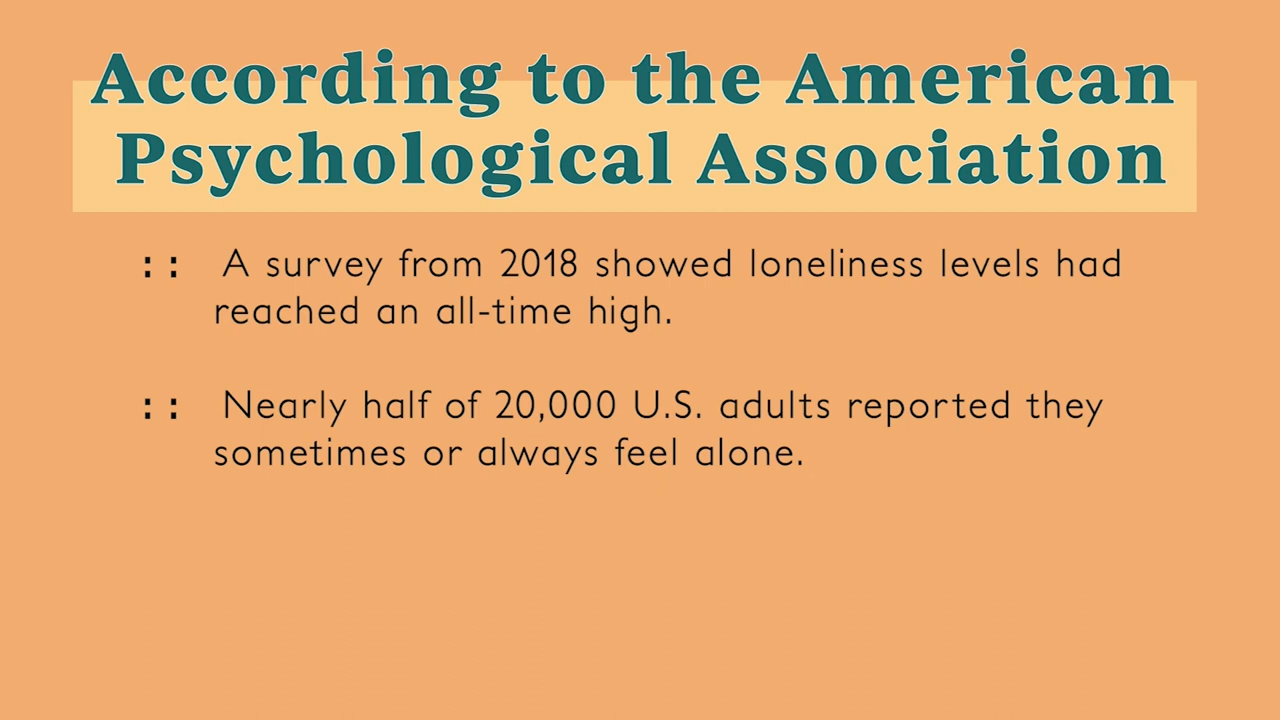 According to the American
Psychological Association
:: A survey from 2018 showed loneliness levels had
reached an all-time high.
:: Nearly half of 20,000 U.S. adults reported they
sometimes or always feel alone.